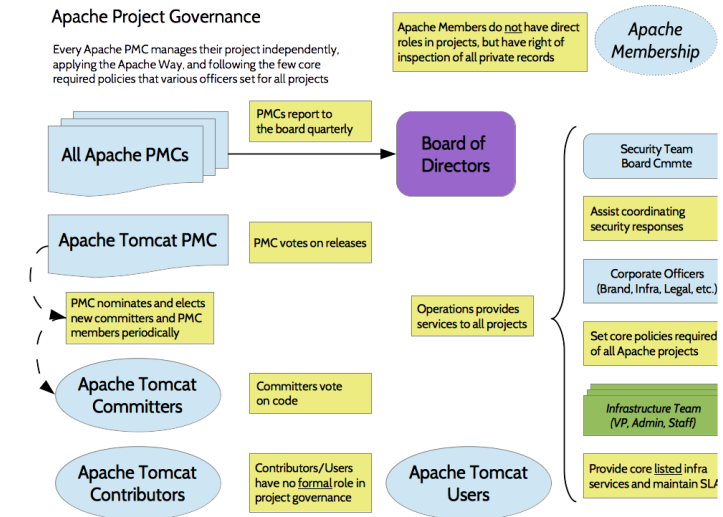 Apache Project Governance
Every Apache PMC manages their project independently,
applying the Apache Way, and following the few core
required policies that various officers set for all projects
Apache Members do not have direct
roles in projects, but have right of
inspection of all private records
Apache
Membership
All Apache PMCs
PMCs report to
the board quarterly
Board of
Directors
Security Team
Board Cmmte
Assist coordinating
security responses
Apache Tomcat PMC
PMC votes on releases
Corporate Officers
(Brand, Infra, Legal, etc.)
PMC nominates and elects
new committers and PMC
members periodically
Operations provides
services to all projects
Set core policies required
of all Apache projects
Apache Tomcat
Committers
Committers vote
on code
Infrastructure Team
(VP, Admin, Staff)
Apache Tomcat
Contributors
Contributors/Users
have no formal role in
project governance
Apache Tomcat
Users
Provide core listed infra
services and maintain SLA